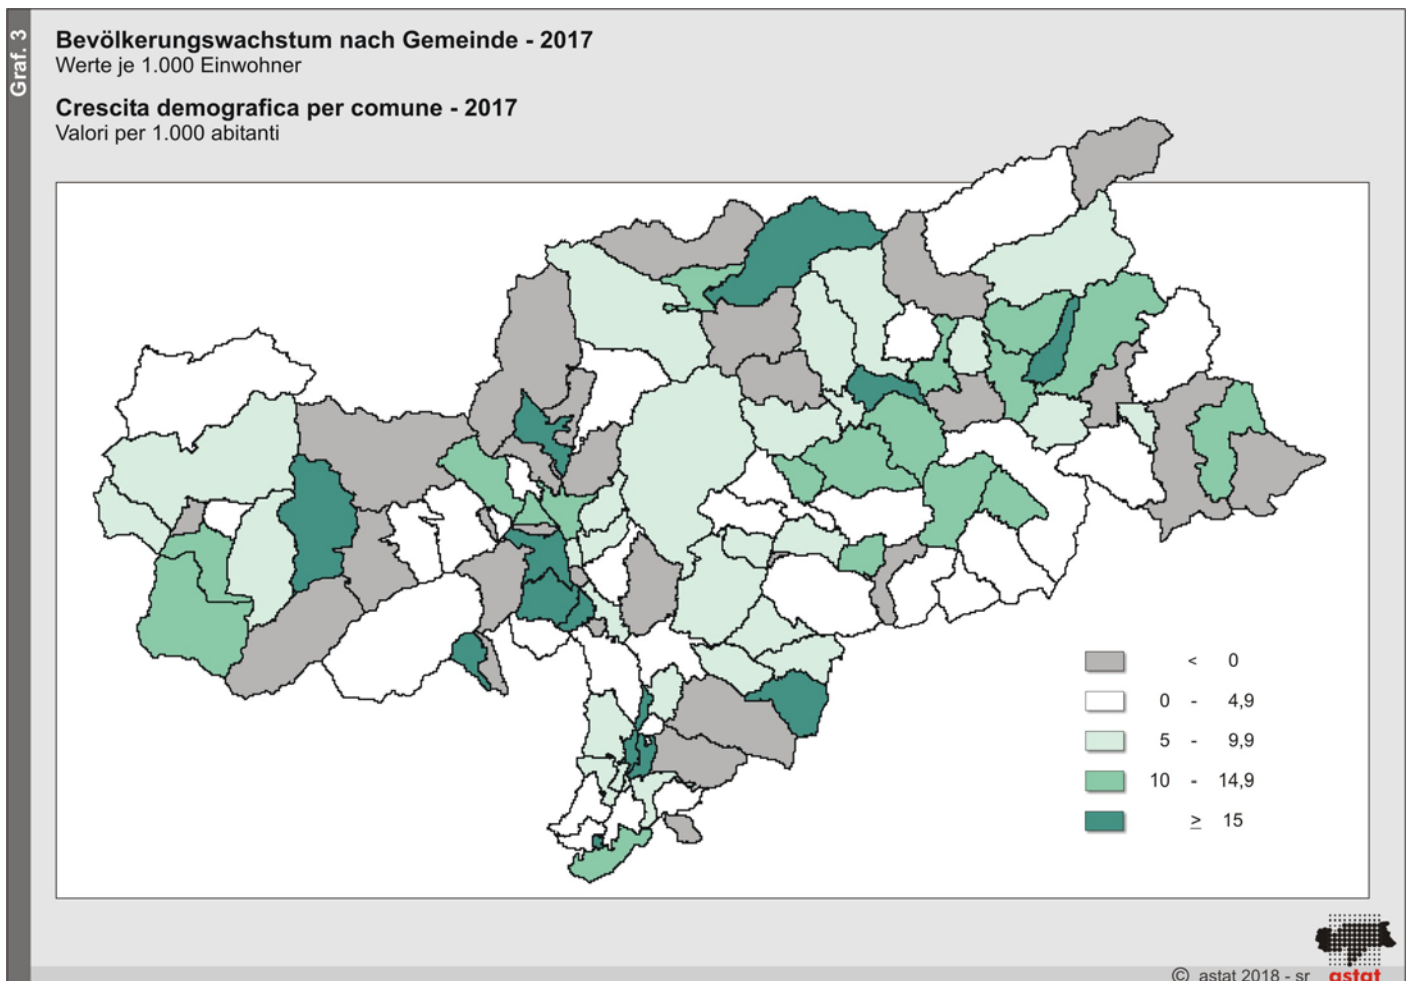 Graf. 3
Bevölkerungswachstum nach Gemeinde - 2017
Werte je 1.000 Einwohner
Crescita demografica per comune - 2017
Valori per 1.000 abitanti
< 0
0 - 4,9
5 - 9,9
10 - 14,9
≥ 15
© astat 2018 - sr
astat